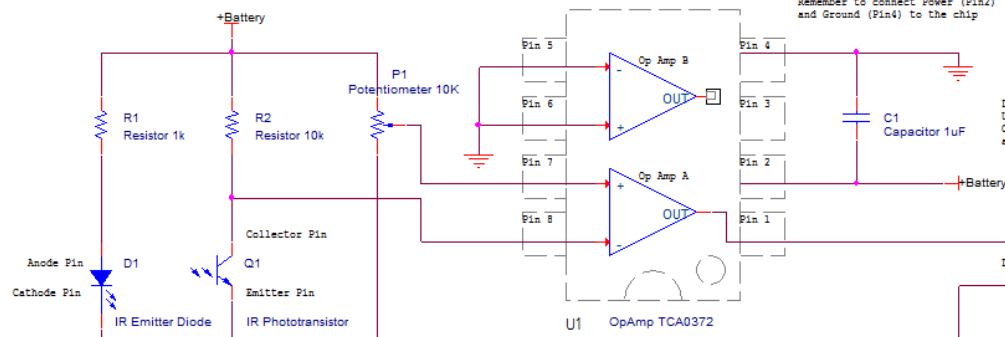 Remember to connect Power (Pin2)
and Ground (Pin4) to the chip
+Battery
Pin 5
Pin 4
Op Amp B
-
P1
Potentiometer 10K
OUT
Pin 6
Pin 3
+
R1
Resistor 1k
R2
Resistor 10k
C1
Capacitor 1uF
Pin 7
Pin 2
Op Amp A
+
+Battery
OUT
Pin 8
Pin 1
-
Collector Pin
Anode Pin
D1
Q1
Cathode Pin
Emitter Pin
IR Emitter Diode
IR Phototransistor
U1
OpAmp TCA0372